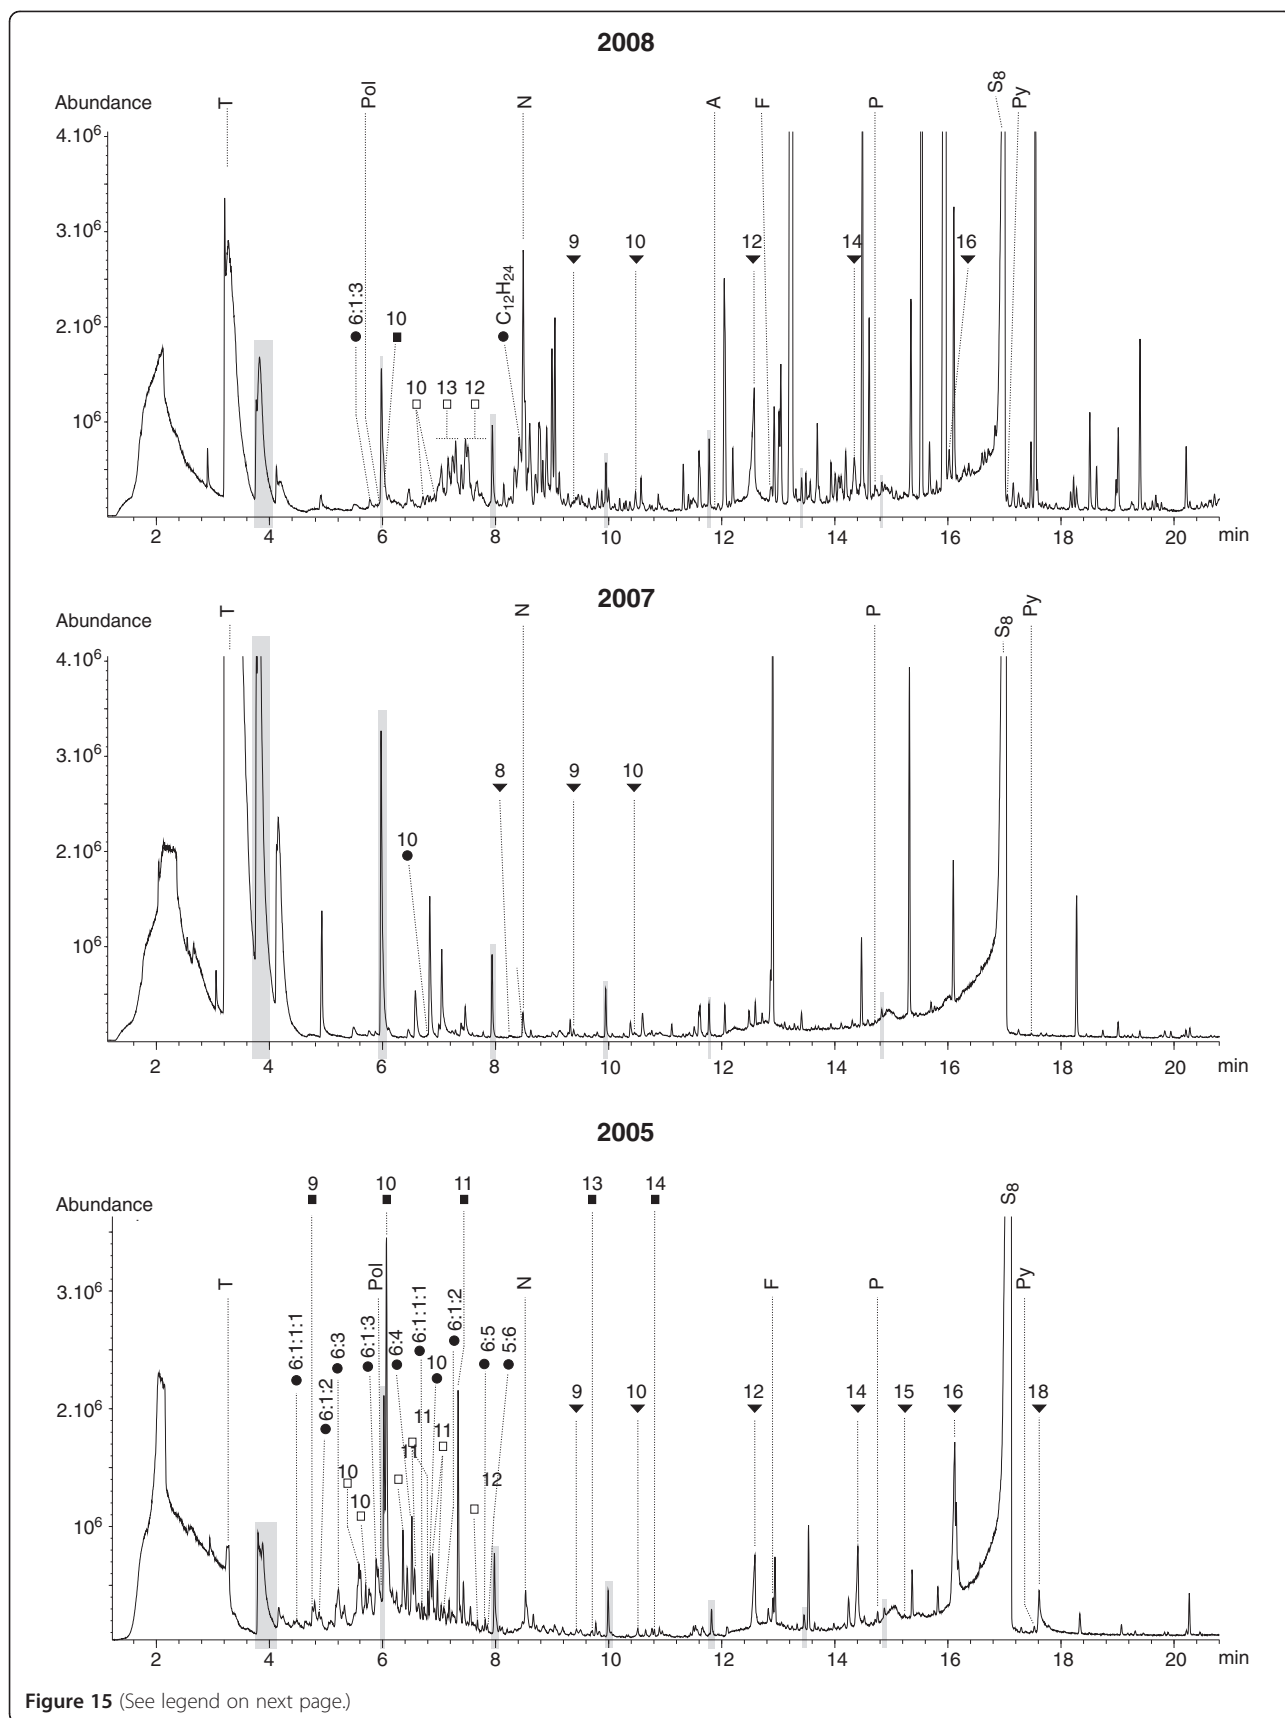 2008
Abundance
T Pol N A F P S8 Py
4.10⁶
3.10⁶
2.10⁶
10⁶
9 10 12 14 16
6:1:3 10 C12H24
10 13 12
2 4 6 8 10 12 14 16 18 20 min
2007
Abundance
T N P S8 Py
4.10⁶
3.10⁶
2.10⁶
10⁶
8 9 10
10
2 4 6 8 10 12 14 16 18 20 min
2005
9 10 11 13 14
Abundance
T Pol N F P Py S8
3.10⁶
2.10⁶
10⁶
6:1:1:1 6:1:2 6:3 6:1:3 6:4 6:1:1:1 10 6:1:2 6:5 5:6
9 10 12 14 15 16 18
10 10 11 11 11 12
2 4 6 8 10 12 14 16 18 20 min
Figure 15 (See legend on next page.)